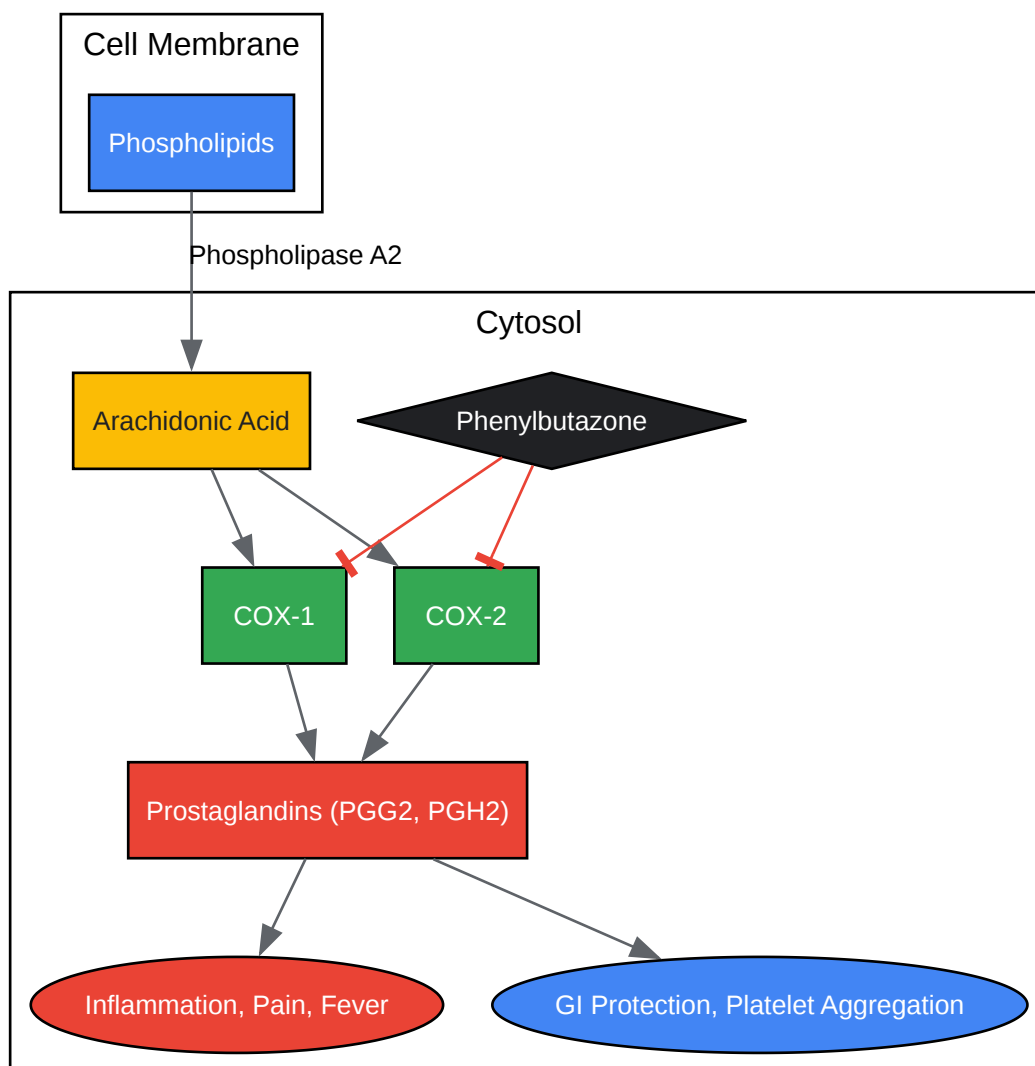 Cell Membrane
Phospholipids
Phospholipase A2
Cytosol
Arachidonic Acid
Phenylbutazone
COX-1
COX-2
Prostaglandins (PGG2, PGH2)
Inflammation, Pain, Fever
GI Protection, Platelet Aggregation